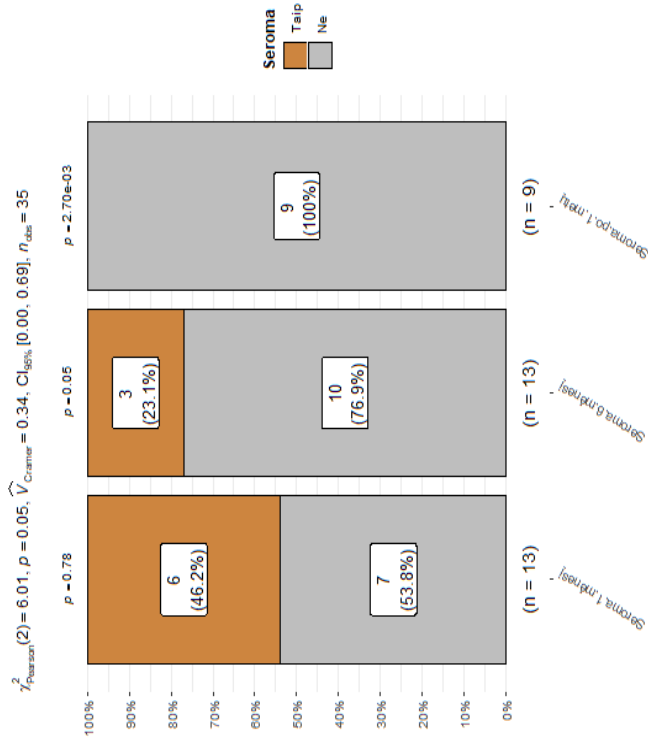 χ²Pearson(2) = 6.01, p = 0.05, V̂Cramer = 0.34, CI95% [0.00, 0.69], nobs = 35
p = 0.78
p = 0.05
p = 2.70e-03
100%
90%
80%
70%
60%
50%
40%
30%
20%
10%
0%
6
(46.2%)
7
(53.8%)
3
(23.1%)
10
(76.9%)
9
(100%)
(n = 13)
(n = 13)
(n = 9)
Seroma.1.mėnesį
Seroma.6.mėnesį
Seroma.po.1.metų
Seroma
Taip
Ne